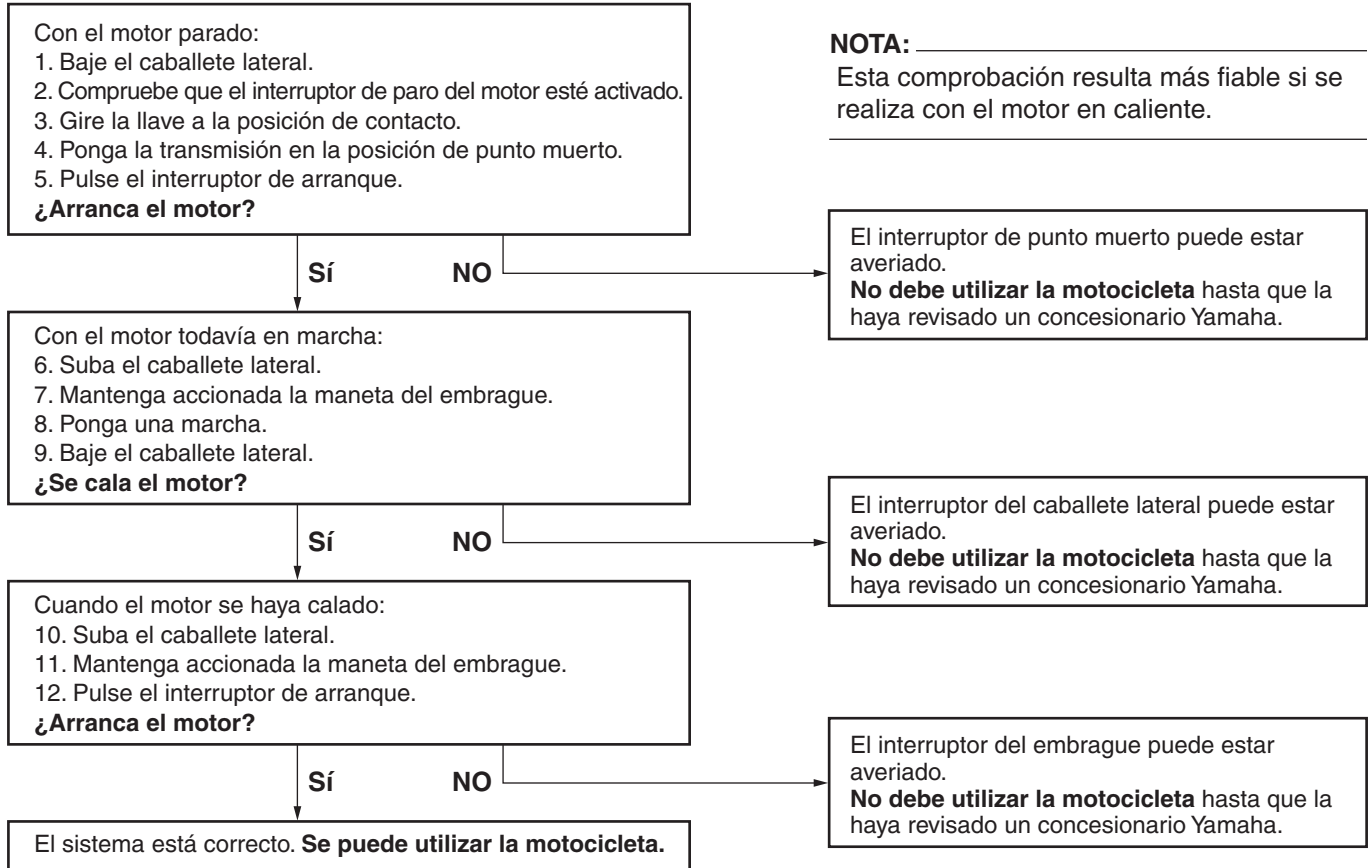 Con el motor parado:
1. Baje el caballete lateral.
2. Compruebe que el interruptor de paro del motor esté activado.
3. Gire la llave a la posición de contacto.
4. Ponga la transmisión en la posición de punto muerto.
5. Pulse el interruptor de arranque.
¿Arranca el motor?
NOTA:
Esta comprobación resulta más fiable si se
realiza con el motor en caliente.
Sí NO
El interruptor de punto muerto puede estar
averiado.
No debe utilizar la motocicleta hasta que la
haya revisado un concesionario Yamaha.
Con el motor todavía en marcha:
6. Suba el caballete lateral.
7. Mantenga accionada la maneta del embrague.
8. Ponga una marcha.
9. Baje el caballete lateral.
¿Se cala el motor?
Sí NO
El interruptor del caballete lateral puede estar
averiado.
No debe utilizar la motocicleta hasta que la
haya revisado un concesionario Yamaha.
Cuando el motor se haya calado:
10. Suba el caballete lateral.
11. Mantenga accionada la maneta del embrague.
12. Pulse el interruptor de arranque.
¿Arranca el motor?
Sí NO
El interruptor del embrague puede estar
averiado.
No debe utilizar la motocicleta hasta que la
haya revisado un concesionario Yamaha.
El sistema está correcto. Se puede utilizar la motocicleta.